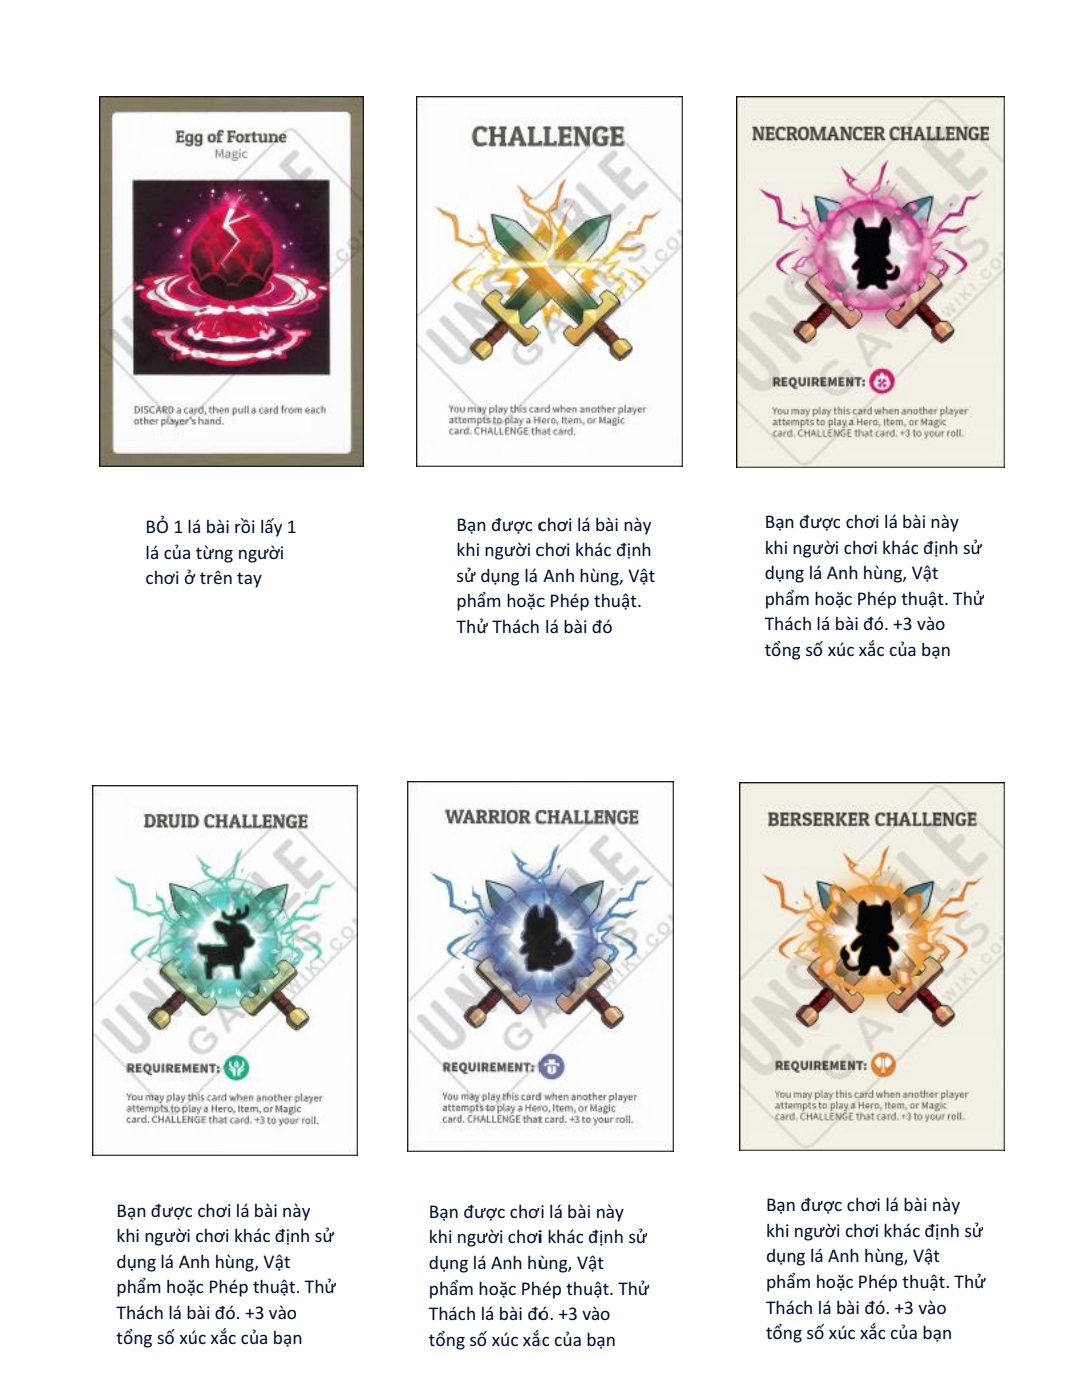 Egg of Fortune
Magic
DISCARD a card, then pull a card from each
other player's hand.
BỎ 1 lá bài rồi lấy 1
lá của từng người
chơi ở trên tay
CHALLENGE
You may play this card when another player
attempts to play a Hero, Item, or Magic
card. CHALLENGE that card.
Bạn được chơi lá bài này
khi người chơi khác định
sử dụng lá Anh hùng, Vật
phẩm hoặc Phép thuật.
Thử Thách lá bài đó
NECROMANCER CHALLENGE
REQUIREMENT:
You may play this card when another player
attempts to play a Hero, Item, or Magic
card. CHALLENGE that card. +3 to your roll.
Bạn được chơi lá bài này
khi người chơi khác định sử
dụng lá Anh hùng, Vật
phẩm hoặc Phép thuật. Thử
Thách lá bài đó. +3 vào
tổng số xúc xắc của bạn
DRUID CHALLENGE
REQUIREMENT:
You may play this card when another player
attempts to play a Hero, Item, or Magic
card. CHALLENGE that card. +3 to your roll.
Bạn được chơi lá bài này
khi người chơi khác định sử
dụng lá Anh hùng, Vật
phẩm hoặc Phép thuật. Thử
Thách lá bài đó. +3 vào
tổng số xúc xắc của bạn
WARRIOR CHALLENGE
REQUIREMENT:
You may play this card when another player
attempts to play a Hero, Item, or Magic
card. CHALLENGE that card. +3 to your roll.
Bạn được chơi lá bài này
khi người chơi khác định sử
dụng lá Anh hùng, Vật
phẩm hoặc Phép thuật. Thử
Thách lá bài đó. +3 vào
tổng số xúc xắc của bạn
BERSERKER CHALLENGE
REQUIREMENT:
You may play this card when another player
attempts to play a Hero, Item, or Magic
card. CHALLENGE that card. +3 to your roll.
Bạn được chơi lá bài này
khi người chơi khác định sử
dụng lá Anh hùng, Vật
phẩm hoặc Phép thuật. Thử
Thách lá bài đó. +3 vào
tổng số xúc xắc của bạn